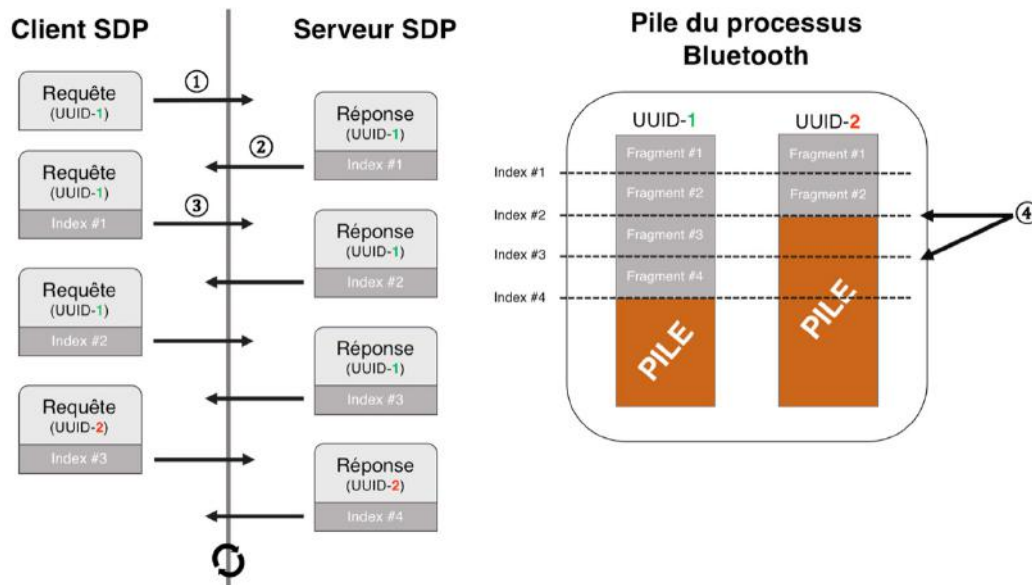 Client SDP
Serveur SDP
Requête
(UUID-1)
①
Réponse
(UUID-1)
Index #1
②
Requête
(UUID-1)
Index #1
③
Réponse
(UUID-1)
Index #2
Requête
(UUID-1)
Index #2
Réponse
(UUID-1)
Index #3
Requête
(UUID-2)
Index #3
Réponse
(UUID-2)
Index #4
Pile du processus
Bluetooth
UUID-1
UUID-2
Fragment #1
Fragment #1
Index #1
Fragment #2
Fragment #2
Index #2
④
Fragment #3
Index #3
Fragment #4
Index #4
PILE
PILE